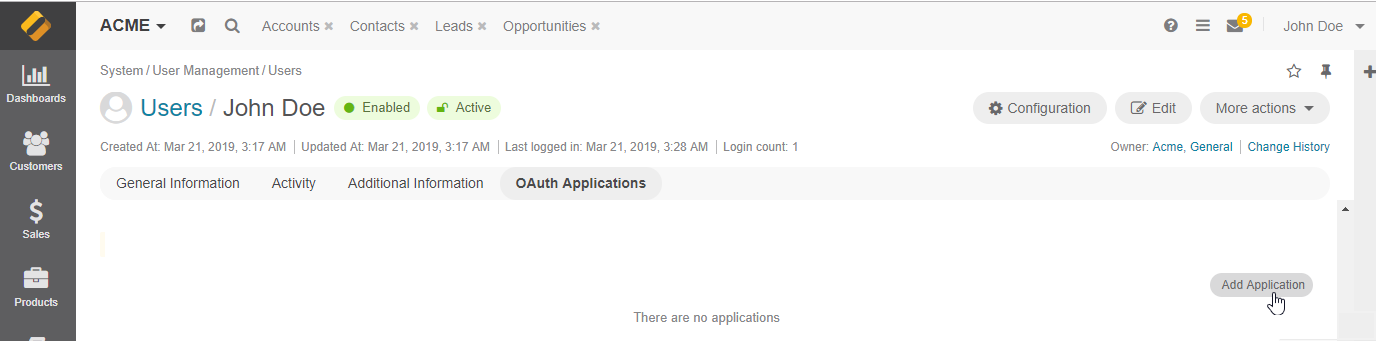 ACME Accounts Contacts Leads Opportunities 5 John Doe
System / User Management / Users
Dashboards
Users / John Doe Enabled Active Configuration Edit More actions
Created At: Mar 21, 2019, 3:17 AM Updated At: Mar 21, 2019, 3:17 AM Last logged in: Mar 21, 2019, 3:28 AM Login count: 1 Owner: Acme, General Change History
Customers
General Information Activity Additional Information OAuth Applications
Sales
Add Application
Products
There are no applications